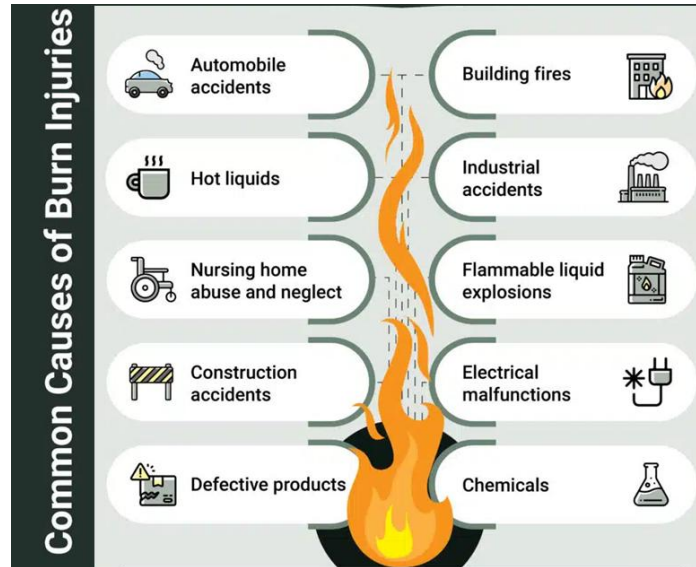 Common Causes of Burn Injuries
Automobile
accidents
Building fires
Hot liquids
Industrial
accidents
Nursing home
abuse and neglect
Flammable liquid
explosions
Construction
accidents
Electrical
malfunctions
Defective products
Chemicals